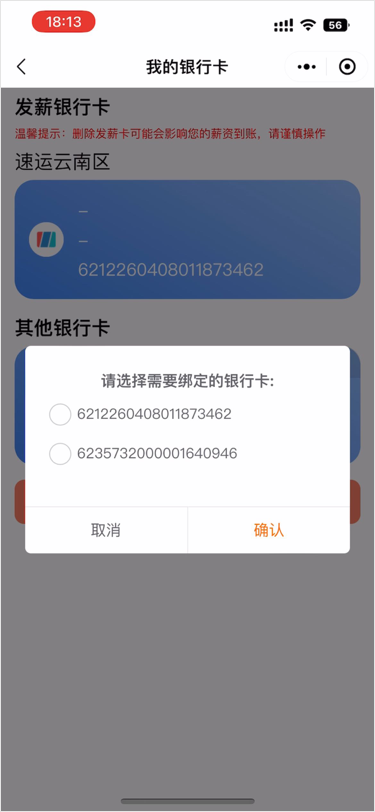 18:13
56
我的银行卡
发薪银行卡
温馨提示：删除发薪卡可能会影响您的薪资到账，请谨慎操作
速运云南区
–
–
6212260408011873462
其他银行卡
请选择需要绑定的银行卡:
6212260408011873462
6235732000001640946
取消
确认